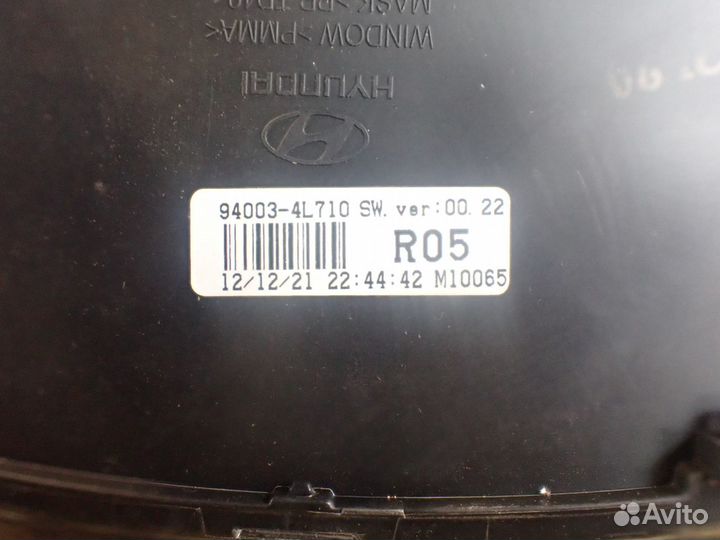 WINDOW >PMMA<
HYUNDAI
94003-4L710 SW. ver:00. 22
R05
12/12/21 22:44:42 M10065
Avito